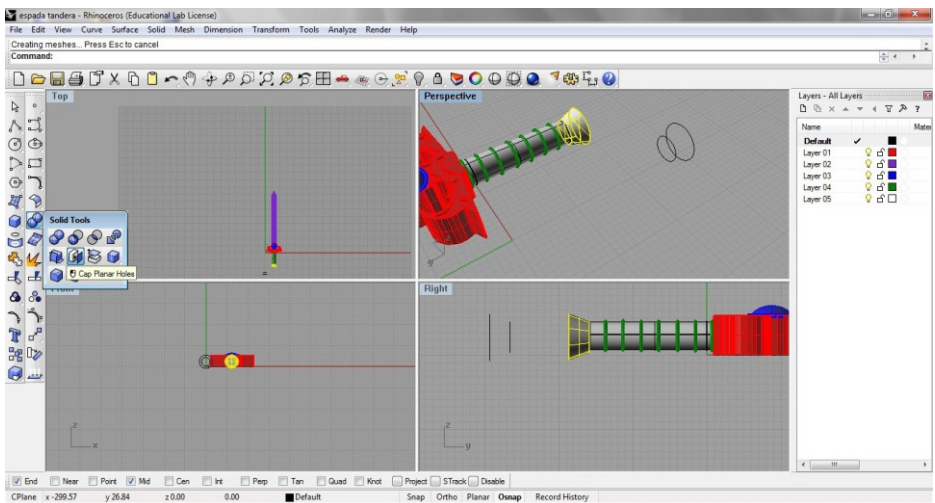 espada tandera - Rhinoceros (Educational Lab License)
File Edit View Curve Surface Solid Mesh Dimension Transform Tools Analyze Render Help
Creating meshes... Press Esc to cancel
Command:
Top
Perspective
Layers - All Layers
Name Mater
Default
Layer 01
Layer 02
Layer 03
Layer 04
Layer 05
Solid Tools
Cap Planar Holes
Right
z
x
z
y
End Near Point Mid Cen Int Perp Tan Quad Knot Project STrack Disable
CPlane x -299.57 y 26.84 z 0.00 0.00 Default Snap Ortho Planar Osnap Record History